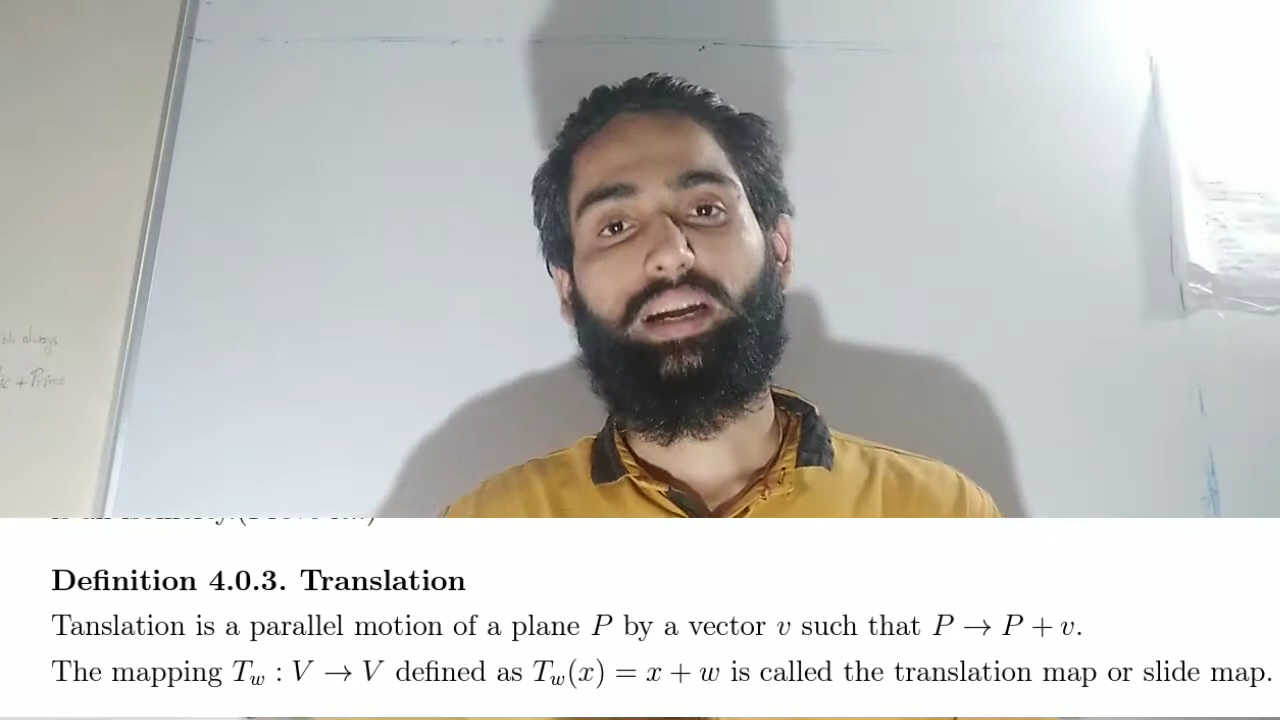 always
Definition 4.0.3. Translation
Tanslation is a parallel motion of a plane P by a vector v such that P → P + v.
The mapping T_w : V → V defined as T_w(x) = x + w is called the translation map or slide map.